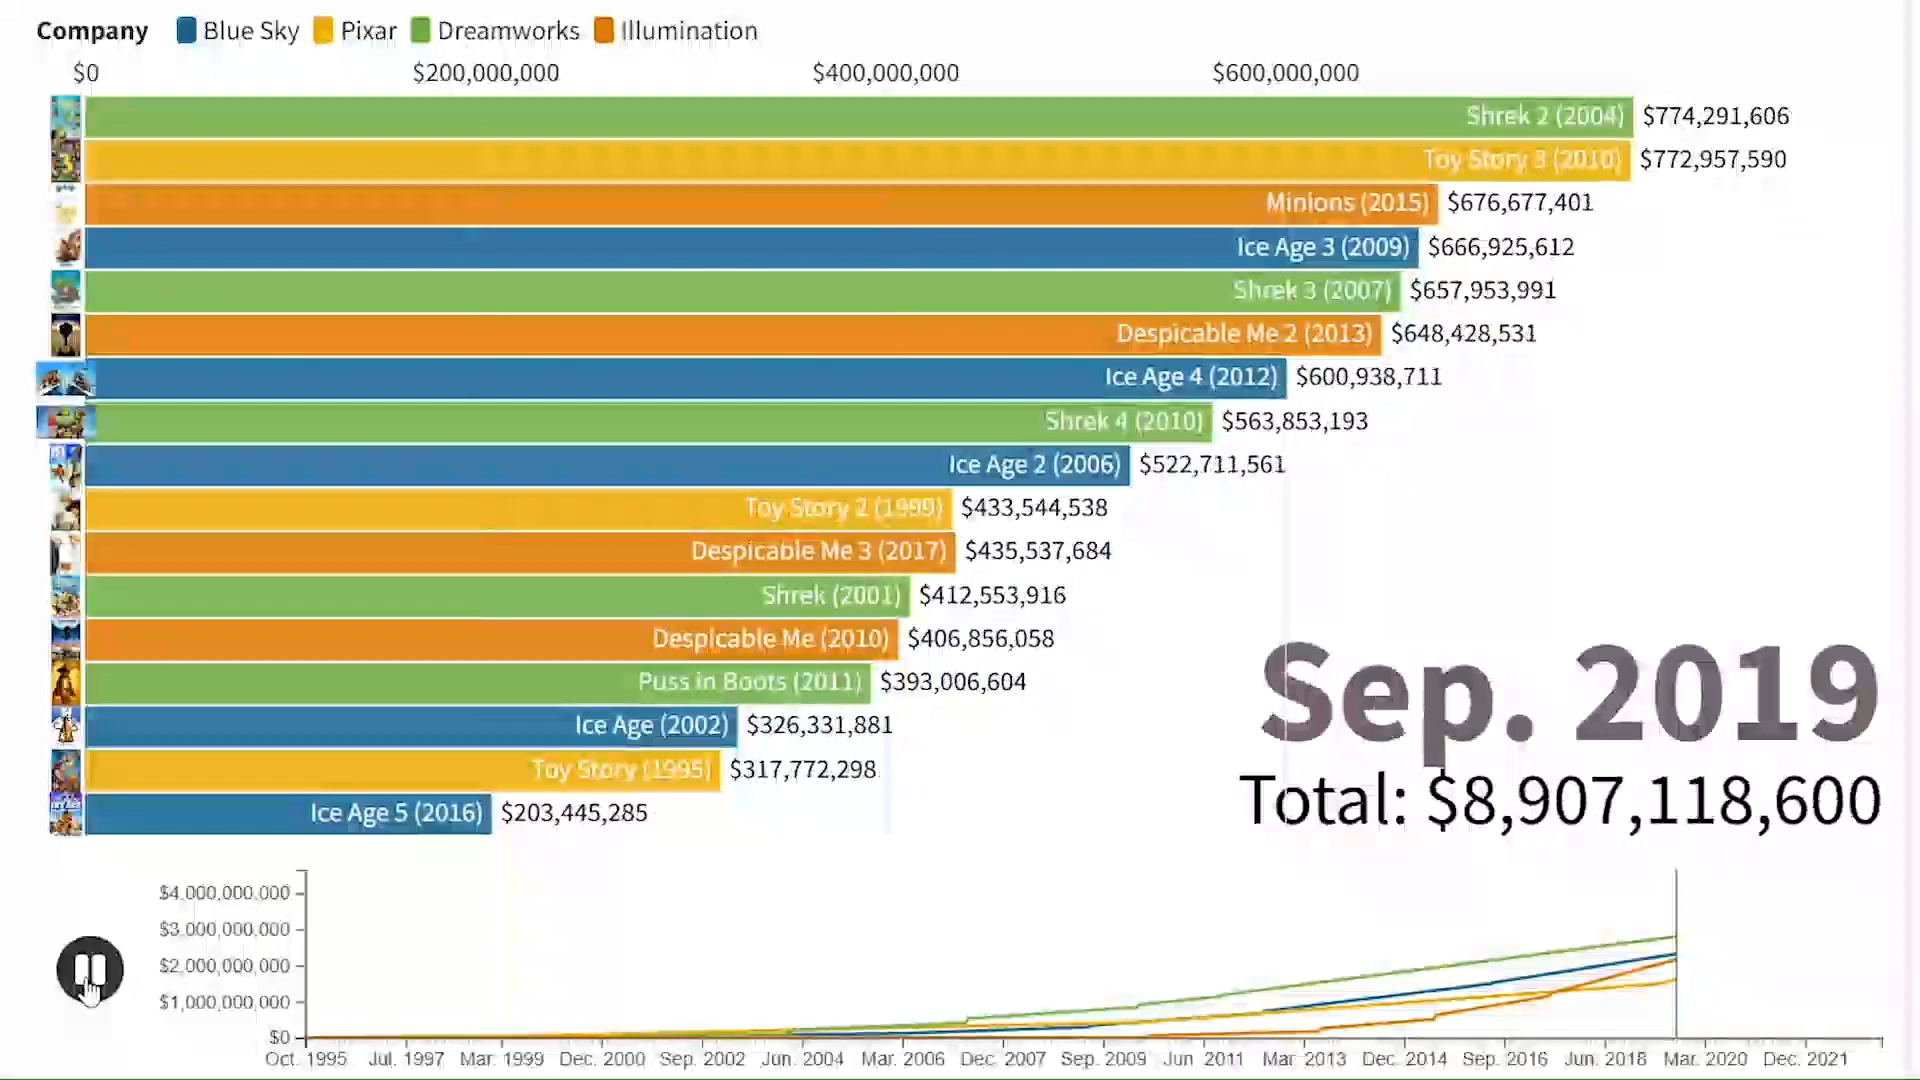 Company Blue Sky Pixar Dreamworks Illumination
$0 $200,000,000 $400,000,000 $600,000,000
Shrek 2 (2004) $774,291,606
Toy Story 3 (2010) $772,957,590
Minions (2015) $676,677,401
Ice Age 3 (2009) $666,925,612
Shrek 3 (2007) $657,953,991
Despicable Me 2 (2013) $648,428,531
Ice Age 4 (2012) $600,938,711
Shrek 4 (2010) $563,853,193
Ice Age 2 (2006) $522,711,561
Toy Story 2 (1999) $433,544,538
Despicable Me 3 (2017) $435,537,684
Shrek (2001) $412,553,916
Despicable Me (2010) $406,856,058
Puss in Boots (2011) $393,006,604
Ice Age (2002) $326,331,881
Toy Story (1995) $317,772,298
Ice Age 5 (2016) $203,445,285
Sep. 2019
Total: $8,907,118,600
$4,000,000,000
$3,000,000,000
$2,000,000,000
$1,000,000,000
$0
Oct. 1995 Jul. 1997 Mar. 1999 Dec. 2000 Sep. 2002 Jun. 2004 Mar. 2006 Dec. 2007 Sep. 2009 Jun. 2011 Mar. 2013 Dec. 2014 Sep. 2016 Jun. 2018 Mar. 2020 Dec. 2021